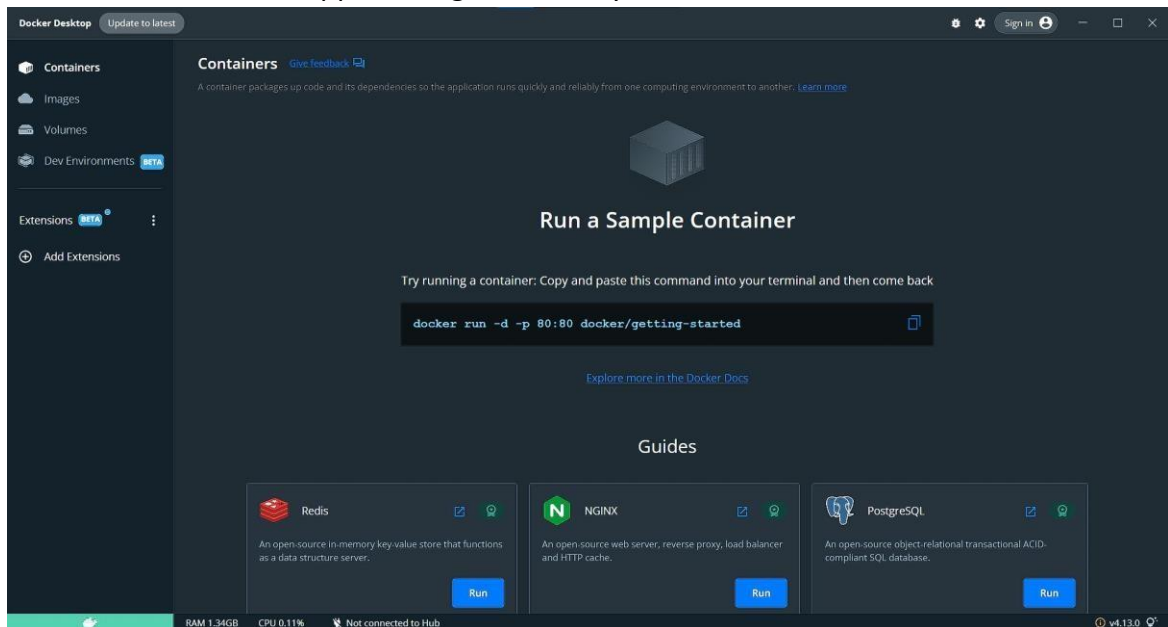 Docker Desktop Update to latest
Sign in
Containers
Images
Volumes
Dev Environments BETA
Extensions BETA
Add Extensions
Containers Give feedback
A container packages up code and its dependencies so the application runs quickly and reliably from one computing environment to another. Learn more
Run a Sample Container
Try running a container: Copy and paste this command into your terminal and then come back
docker run -d -p 80:80 docker/getting-started
Explore more in the Docker Docs
Guides
Redis
An open-source in-memory key-value store that functions
as a data structure server.
Run
NGINX
An open-source web server, reverse proxy, load balancer
and HTTP cache.
Run
PostgreSQL
An open-source object-relational transactional ACID-
compliant SQL database.
Run
RAM 1.34GB CPU 0.11% Not connected to Hub
v4.13.0